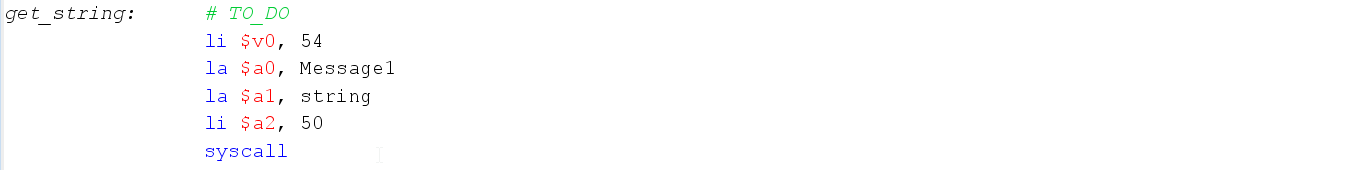 get_string: # TO_DO
li $v0, 54
la $a0, Message1
la $a1, string
li $a2, 50
syscall